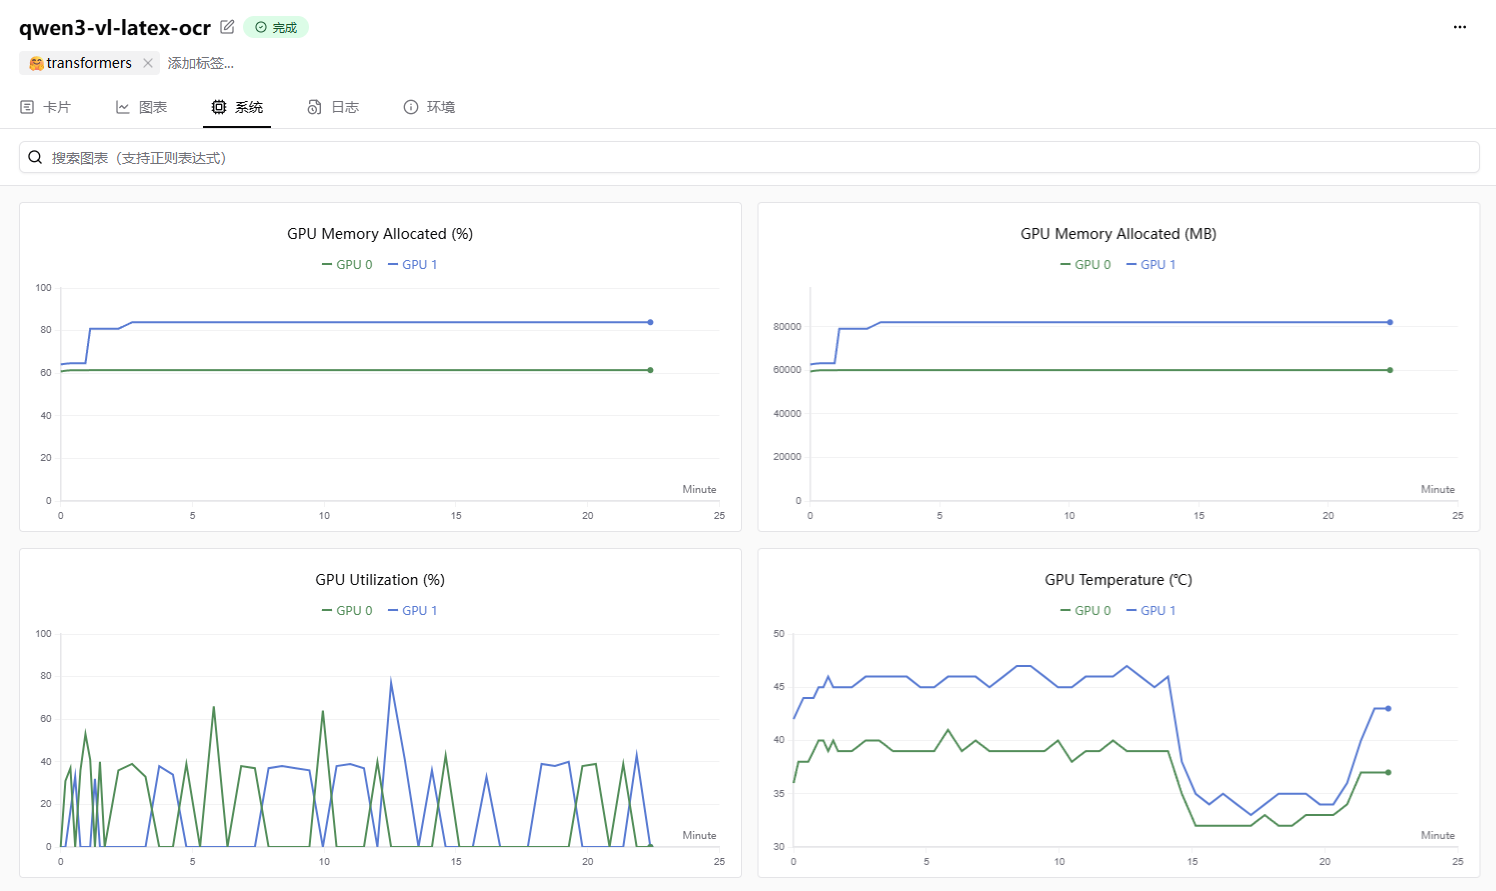 qwen3-vl-latex-ocr 完成
🤗transformers 添加标签...
卡片 图表 系统 日志 环境
搜索图表（支持正则表达式）
GPU Memory Allocated (%)
GPU 0 GPU 1
100
80
60
40
20
0
Minute
0 5 10 15 20 25
GPU Memory Allocated (MB)
GPU 0 GPU 1
80000
60000
40000
20000
0
Minute
0 5 10 15 20 25
GPU Utilization (%)
GPU 0 GPU 1
100
80
60
40
20
0
Minute
0 5 10 15 20 25
GPU Temperature (℃)
GPU 0 GPU 1
50
45
40
35
30
Minute
0 5 10 15 20 25